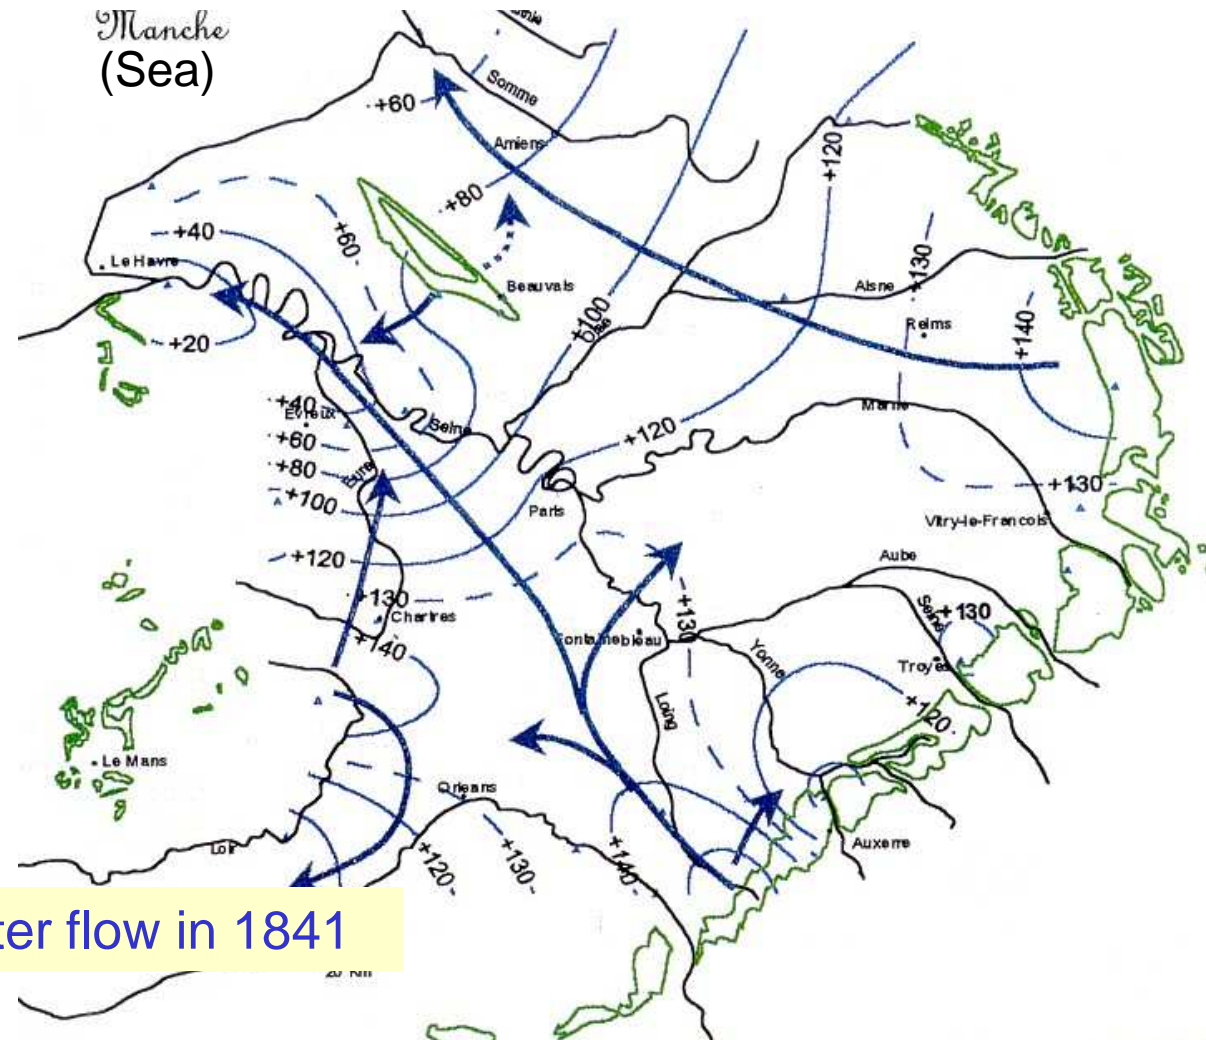 Manche
(Sea)
Somme
+60
Amiens
+120
+80
+40
+60
+130
Le Havre
Beauvais
Aisne
+100
Oise
Reims
+140
+20
+40
Evreux
Marne
Seine
+120
+60
+80
Eure
+130
+100
Paris
Vitry-le-Francois
+120
Aube
+130
Chartres
+130
Seine
+130
Fontainebleau
+140
Yonne
Troyes
Loing
+120
Le Mans
Orleans
Loir
Auxerre
+120
+130
+140
ter flow in 1841
20 Km